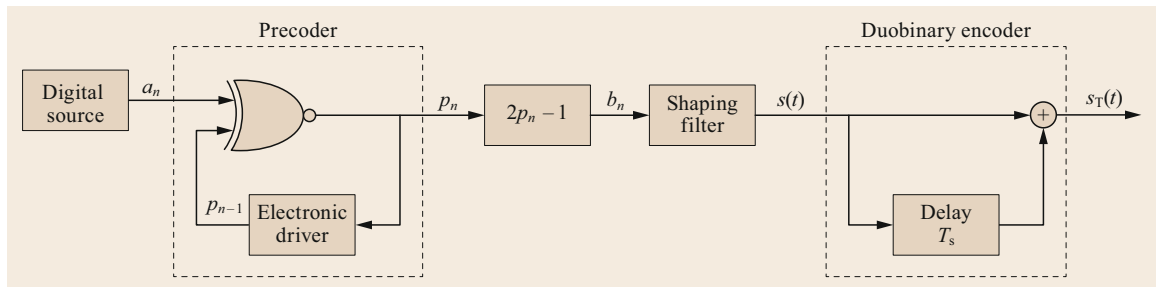 Precoder
Duobinary encoder
Digital
source
a_n
p_n
2p_n − 1
b_n
Shaping
filter
s(t)
+
s_T(t)
p_{n−1}
Electronic
driver
Delay
T_s